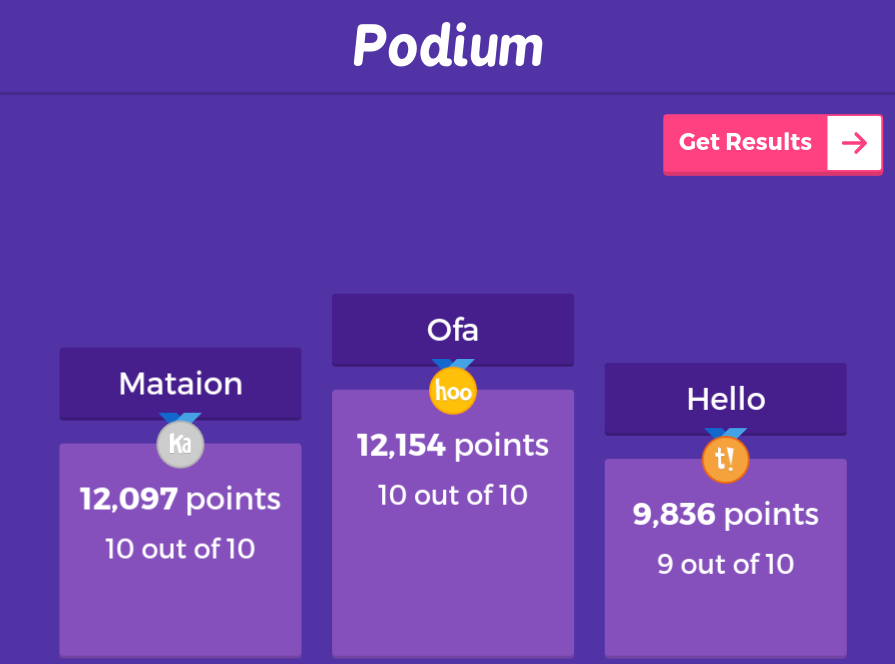 Podium
Get Results
Mataion
Ka
12,097 points
10 out of 10
Ofa
hoo
12,154 points
10 out of 10
Hello
t!
9,836 points
9 out of 10